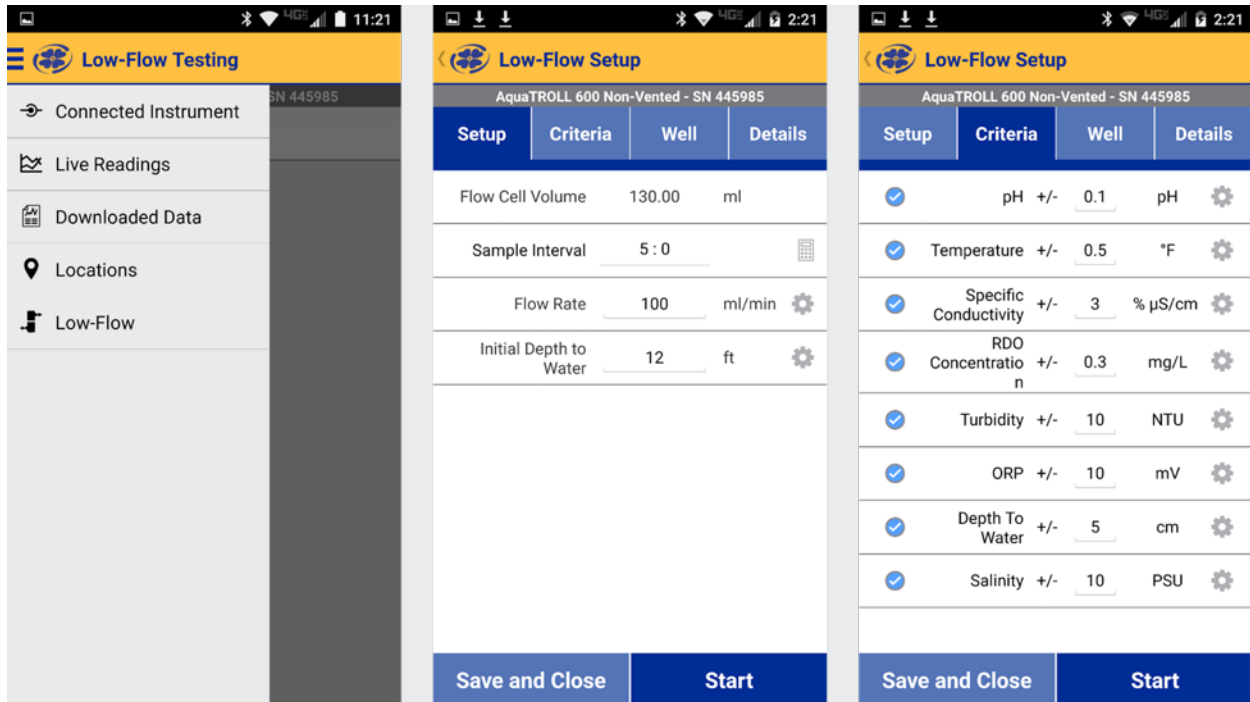 4G 11:21
Low-Flow Testing
SN 445985
Connected Instrument
Live Readings
Downloaded Data
Locations
Low-Flow
4G 2:21
Low-Flow Setup
AquaTROLL 600 Non-Vented - SN 445985
Setup Criteria Well Details
Flow Cell Volume 130.00 ml
Sample Interval 5 : 0
Flow Rate 100 ml/min
Initial Depth to
Water 12 ft
Save and Close Start
4G 2:21
Low-Flow Setup
AquaTROLL 600 Non-Vented - SN 445985
Setup Criteria Well Details
pH +/- 0.1 pH
Temperature +/- 0.5 °F
Specific
Conductivity +/- 3 % µS/cm
RDO
Concentratio +/- 0.3 mg/L
n
Turbidity +/- 10 NTU
ORP +/- 10 mV
Depth To
Water +/- 5 cm
Salinity +/- 10 PSU
Save and Close Start